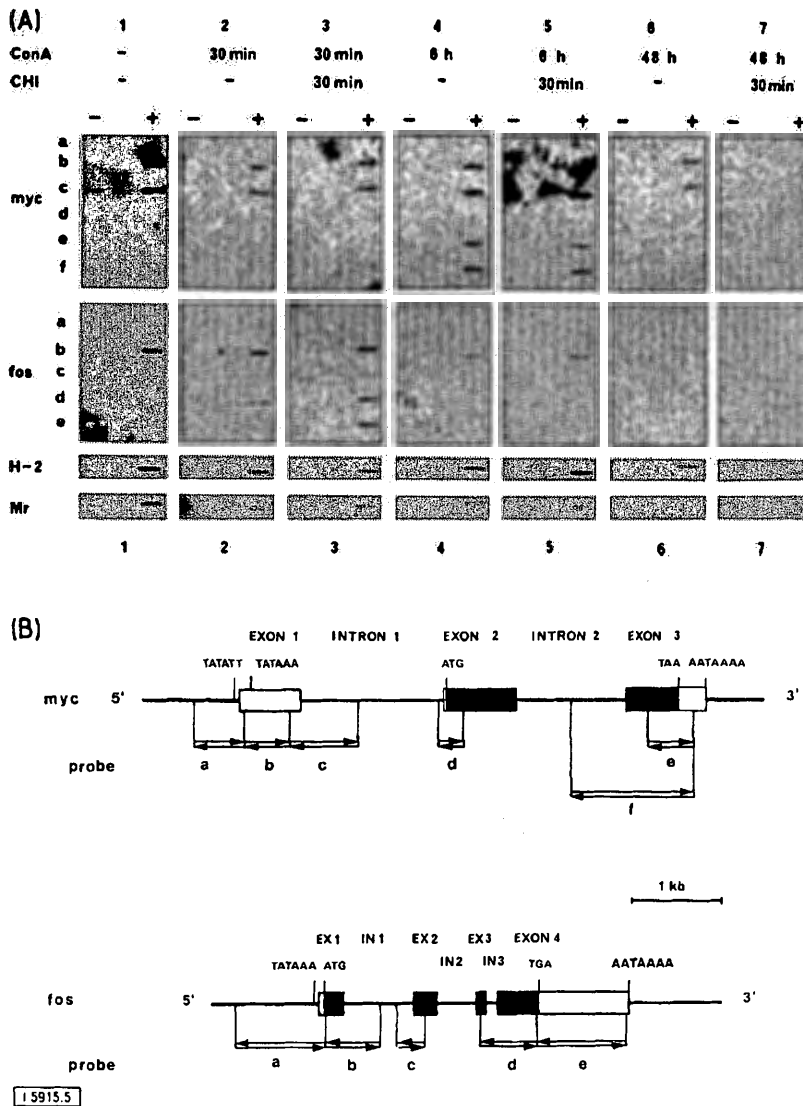 (A)
1 2 3 4 5 6 7
ConA – 30 min 30 min 6 h 6 h 48 h 48 h
CHI – – 30 min – 30 min – 30 min
– + – + – + – + – + – + – +
myc
a
b
c
d
e
f
fos
a
b
c
d
e
H-2
Mr
1 2 3 4 5 6 7
(B)
EXON 1 INTRON 1 EXON 2 INTRON 2 EXON 3
TATATT TATAAA ATG TAA AATAAAA
myc 5' 3'
probe a b c d e
f
1 kb
EX1 IN1 EX2 EX3 EXON 4
TATAAA ATG IN2 IN3 TGA AATAAAA
fos 5' 3'
probe a b c d e
I 5915.5